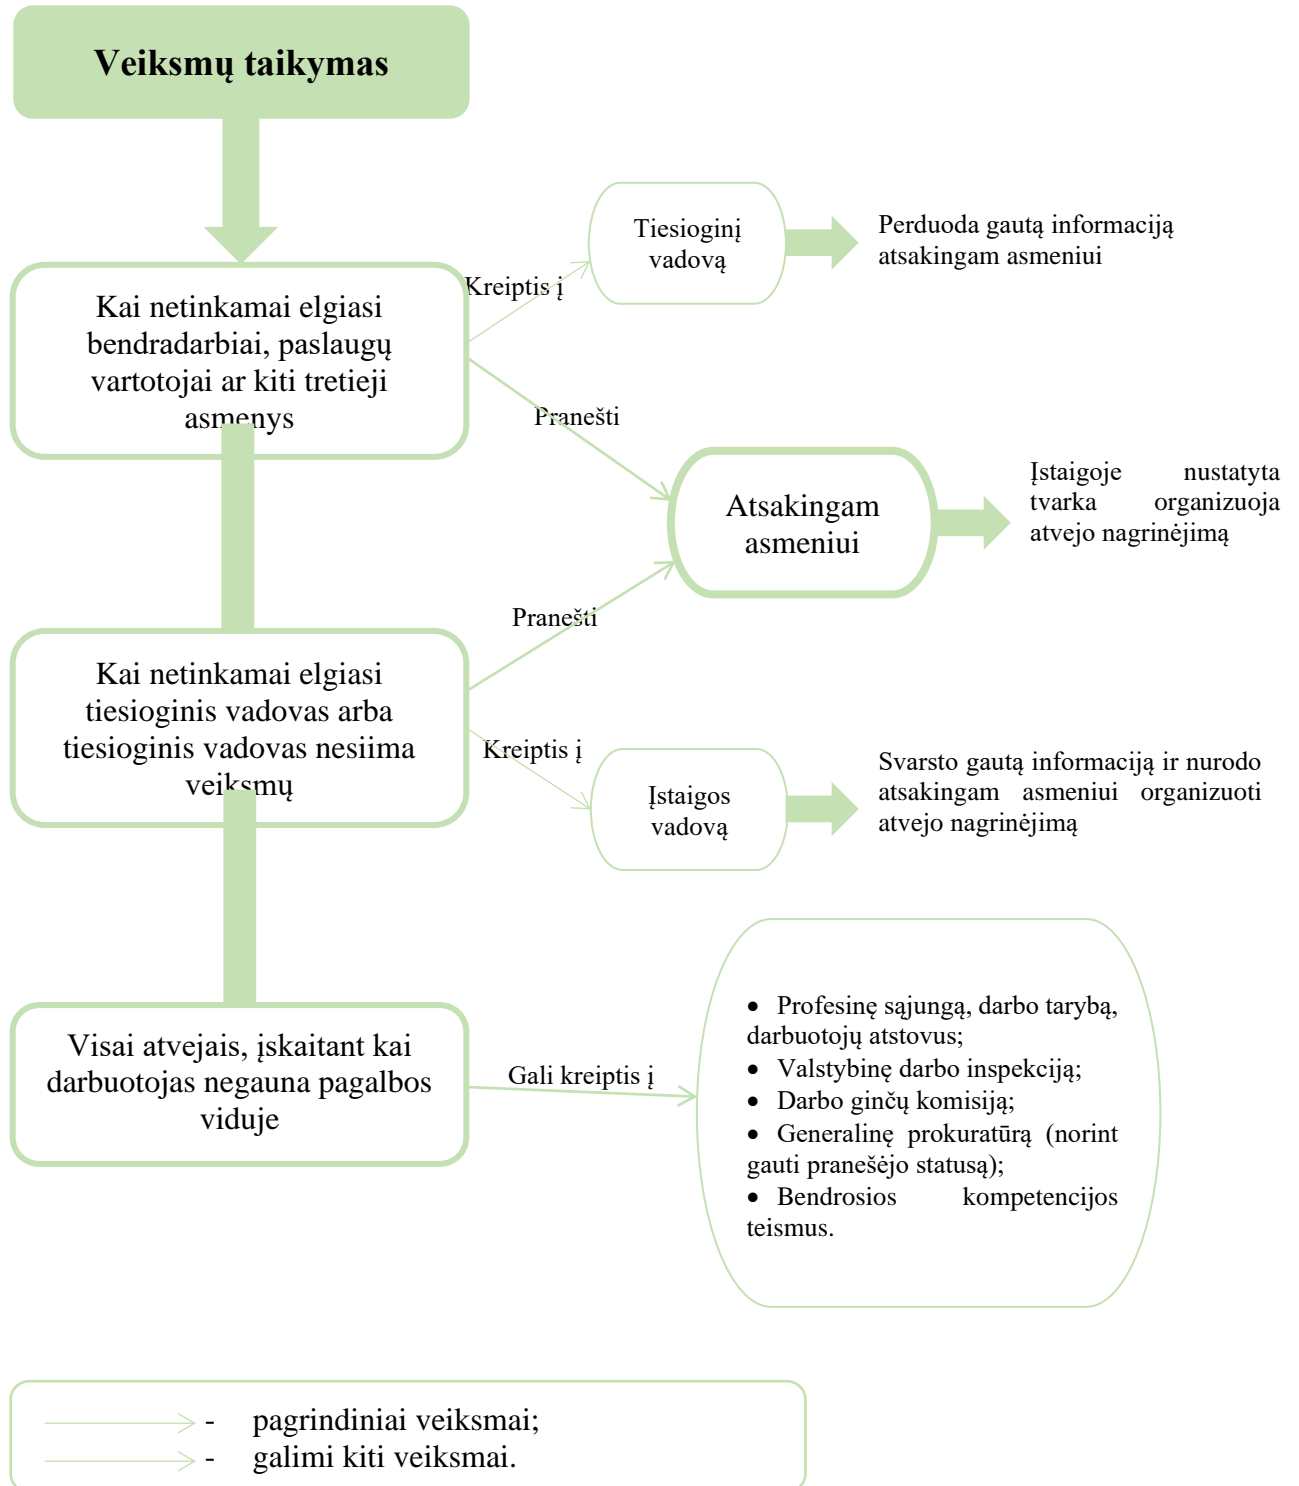 Veiksmų taikymas
Tiesioginį
vadovą
Perduoda gautą informaciją
atsakingam asmeniui
Kreiptis į
Kai netinkamai elgiasi
bendradarbiai, paslaugų
vartotojai ar kiti tretieji
asmenys
Pranešti
Atsakingam
asmeniui
Įstaigoje nustatyta
tvarka organizuoja
atvejo nagrinėjimą
Pranešti
Kai netinkamai elgiasi
tiesioginis vadovas arba
tiesioginis vadovas nesiima
veiksmų
Kreiptis į
Įstaigos
vadovą
Svarsto gautą informaciją ir nurodo
atsakingam asmeniui organizuoti
atvejo nagrinėjimą
Visai atvejais, įskaitant kai
darbuotojas negauna pagalbos
viduje
Gali kreiptis į
• Profesinę sąjungą, darbo tarybą,
darbuotojų atstovus;
• Valstybinę darbo inspekciją;
• Darbo ginčų komisiją;
• Generalinę prokuratūrą (norint
gauti pranešėjo statusą);
• Bendrosios kompetencijos
teismus.
- pagrindiniai veiksmai;
- galimi kiti veiksmai.